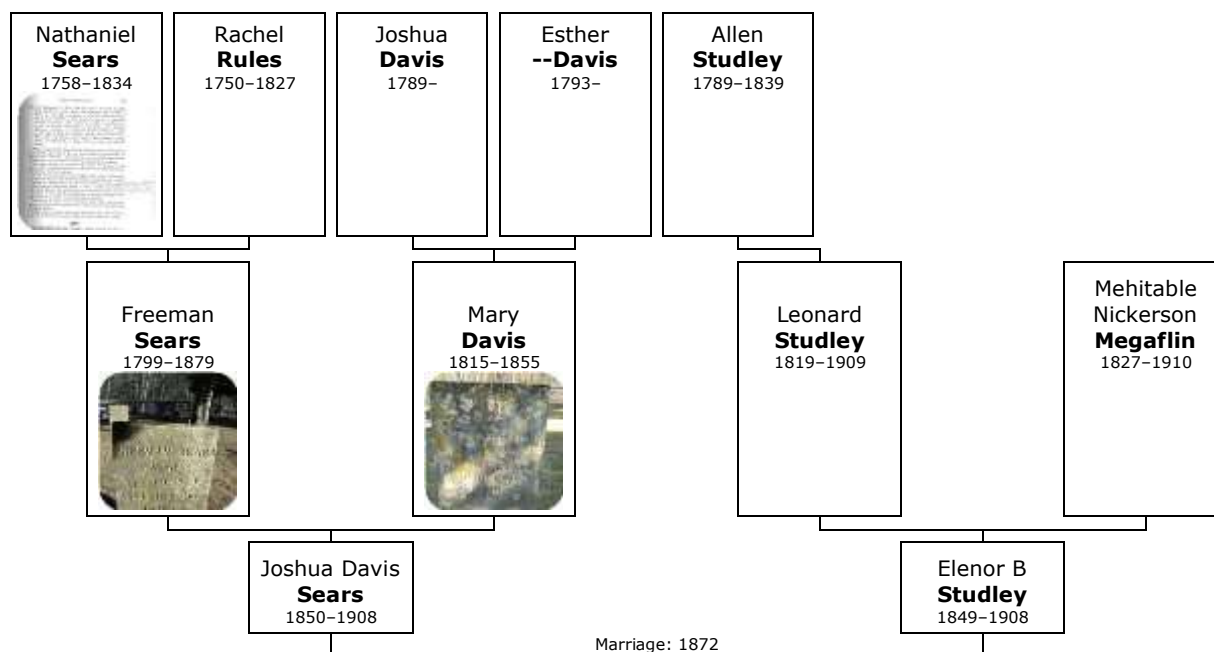 Nathaniel
Sears
1758–1834
Rachel
Rules
1750–1827
Joshua
Davis
1789–
Esther
--Davis
1793–
Allen
Studley
1789–1839
Freeman
Sears
1799–1879
Mary
Davis
1815–1855
Leonard
Studley
1819–1909
Mehitable
Nickerson
Megaflin
1827–1910
Joshua Davis
Sears
1850–1908
Elenor B
Studley
1849–1908
Marriage: 1872